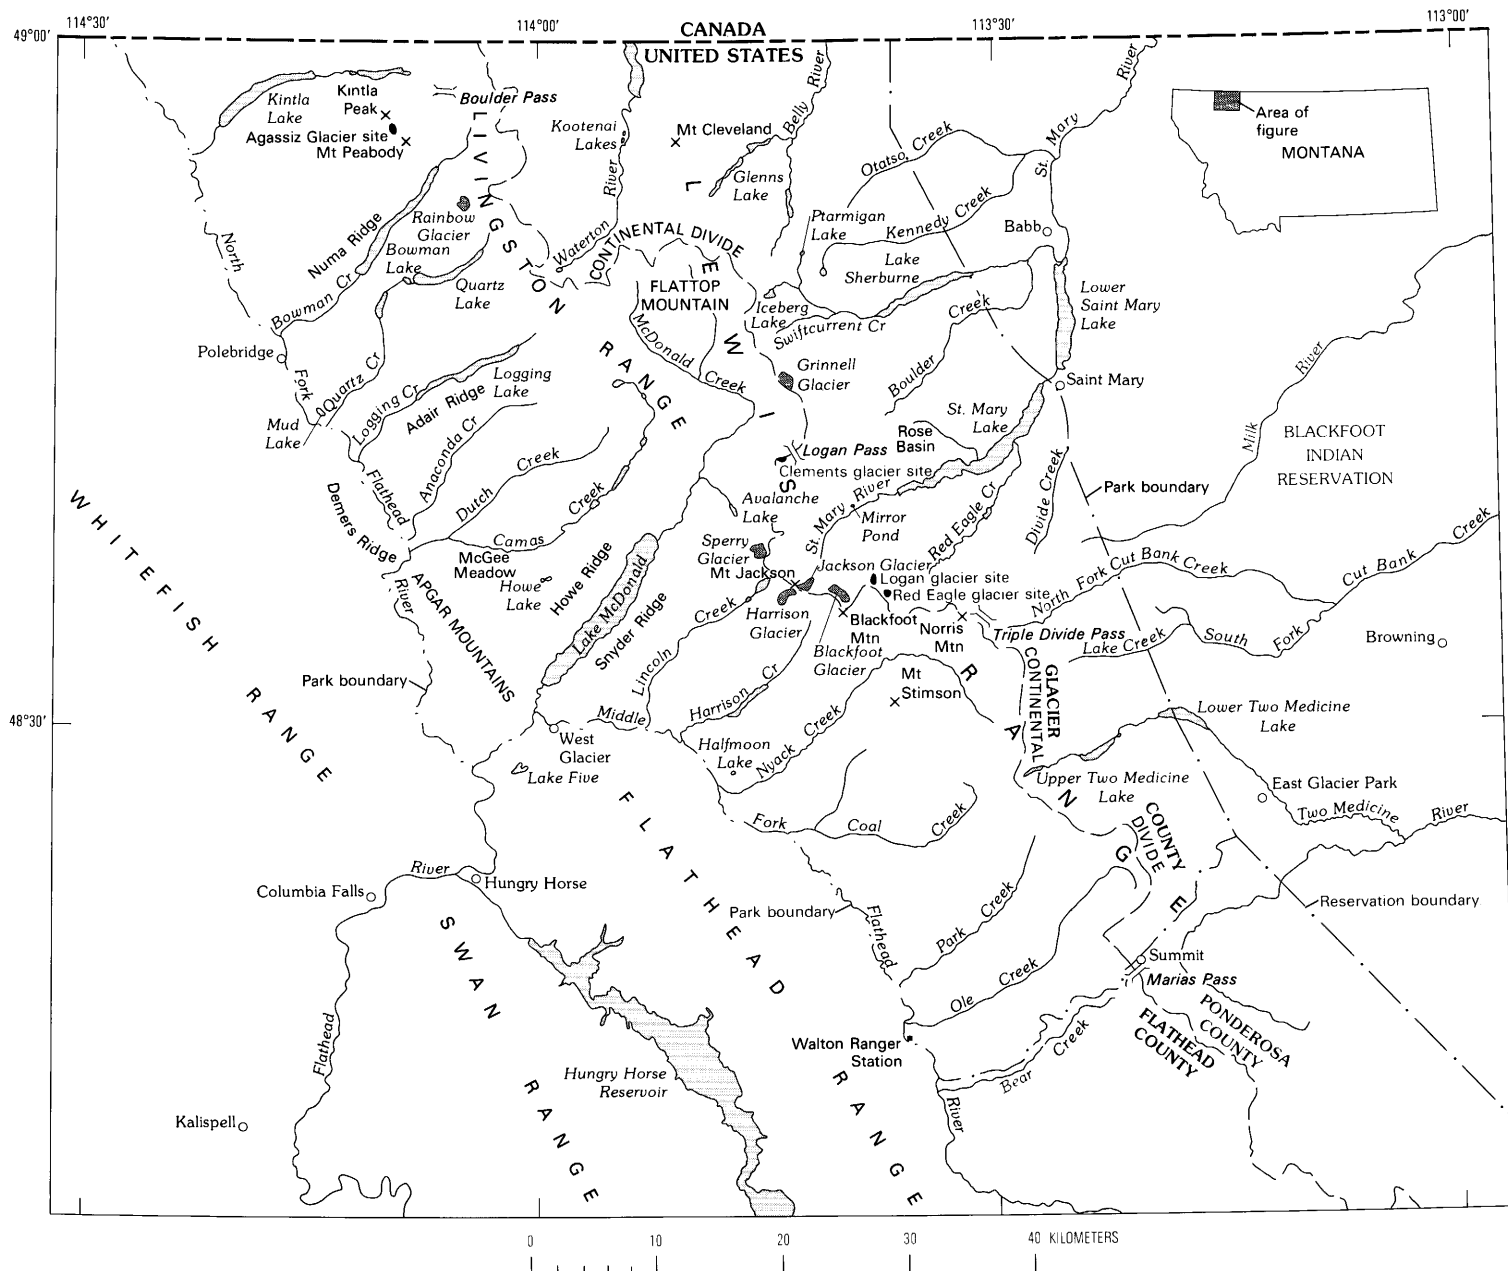 114°30′
114°00′
CANADA
113°30′
113°00′
49°00′
UNITED STATES
Kintla
Lake
Kintla
Peak
Boulder Pass
Agassiz Glacier site
Mt Peabody
Kootenai
Lakes
River
Mt Cleveland
Belly River
Glenns
Lake
Otatso Creek
St. Mary River
Area of
figure
MONTANA
LIVINGSTON RANGE
LEWIS RANGE
Rainbow
Glacier
Numa Ridge
Bowman
Lake
Waterton
CONTINENTAL DIVIDE
Ptarmigan
Lake
Kennedy Creek
Babb
North
Bowman Cr
Quartz
Lake
FLATTOP
MOUNTAIN
Lake
Sherburne
Iceberg
Lake
Swiftcurrent Cr
Boulder Creek
Lower
Saint Mary
Lake
Polebridge
Fork
Quartz Cr
McDonald Creek
Grinnell
Glacier
Saint Mary
River
Milk
Mud
Lake
Logging Cr
Logging
Lake
Adair Ridge
Anaconda Cr
St. Mary
Lake
Rose
Basin
Logan Pass
Clements glacier site
BLACKFOOT
INDIAN
RESERVATION
Park boundary
Flathead
Dutch Creek
Camas Creek
Avalanche
Lake
St. Mary River
Mirror
Pond
Red Eagle Cr
Divide Creek
WHITEFISH RANGE
Demers Ridge
River
McGee
Meadow
Howe
Lake
Howe Ridge
Lake McDonald
Snyder Ridge
Sperry
Glacier
Mt Jackson
Jackson Glacier
Logan glacier site
Red Eagle glacier site
North Fork Cut Bank Creek
Cut Bank Creek
APGAR MOUNTAINS
Harrison
Glacier
Blackfoot
Mtn
Blackfoot
Glacier
Norris
Mtn
Triple Divide Pass
Lake Creek
South Fork
Browning
Park boundary
Lincoln Creek
Harrison Cr
Mt
Stimson
GLACIER
CONTINENTAL
48°30′
Middle
West
Glacier
Lake Five
Halfmoon
Lake
Nyack Creek
Lower Two Medicine
Lake
Upper Two Medicine
Lake
East Glacier Park
Two Medicine River
Fork
Coal Creek
COUNTY
DIVIDE
River
Columbia Falls
Hungry Horse
FLATHEAD RANGE
SWAN RANGE
Park boundary
Flathead
Park Creek
Reservation boundary
Summit
Marias Pass
Ole Creek
PONDEROSA
COUNTY
FLATHEAD
COUNTY
Walton Ranger
Station
Bear Creek
River
Flathead
Hungry Horse
Reservoir
Kalispell
0 10 20 30 40 KILOMETERS